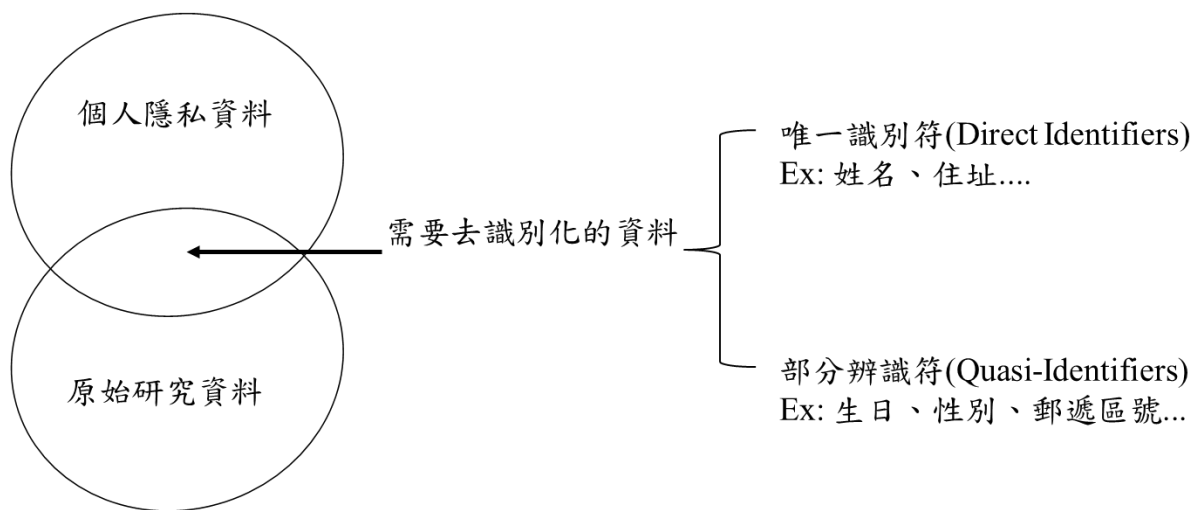 個人隱私資料
原始研究資料
需要去識別化的資料
唯一識別符(Direct Identifiers)
Ex: 姓名、住址....
部分辨識符(Quasi-Identifiers)
Ex: 生日、性別、郵遞區號...